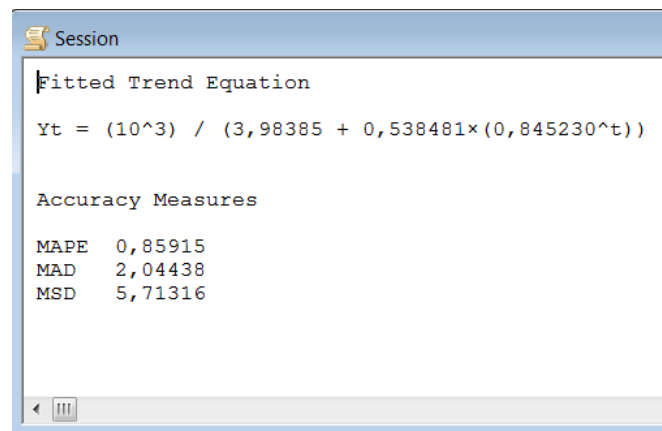 Session
Fitted Trend Equation
Yt = (10^3) / (3,98385 + 0,538481×(0,845230^t))
Accuracy Measures
MAPE 0,85915
MAD 2,04438
MSD 5,71316